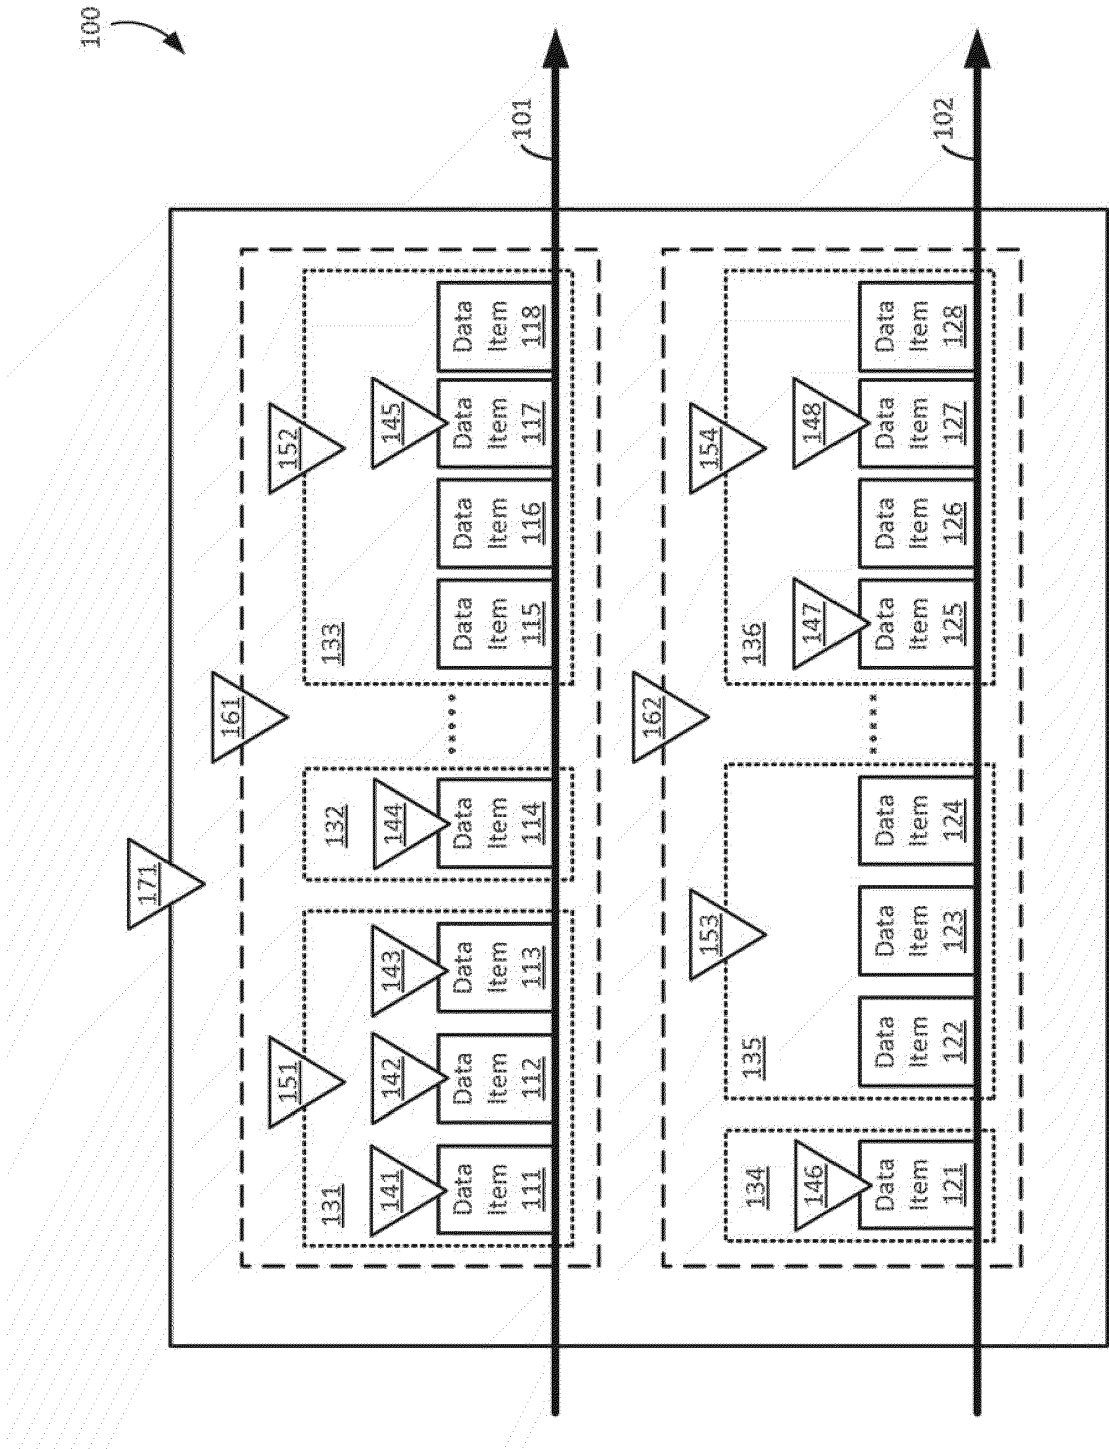 100
171
161
151
152
131
132
133
141
142
143
144
145
Data
Item
111
Data
Item
112
Data
Item
113
Data
Item
114
Data
Item
115
Data
Item
116
Data
Item
117
Data
Item
118
101
162
153
154
134
135
136
146
147
148
Data
Item
121
Data
Item
122
Data
Item
123
Data
Item
124
Data
Item
125
Data
Item
126
Data
Item
127
Data
Item
128
102